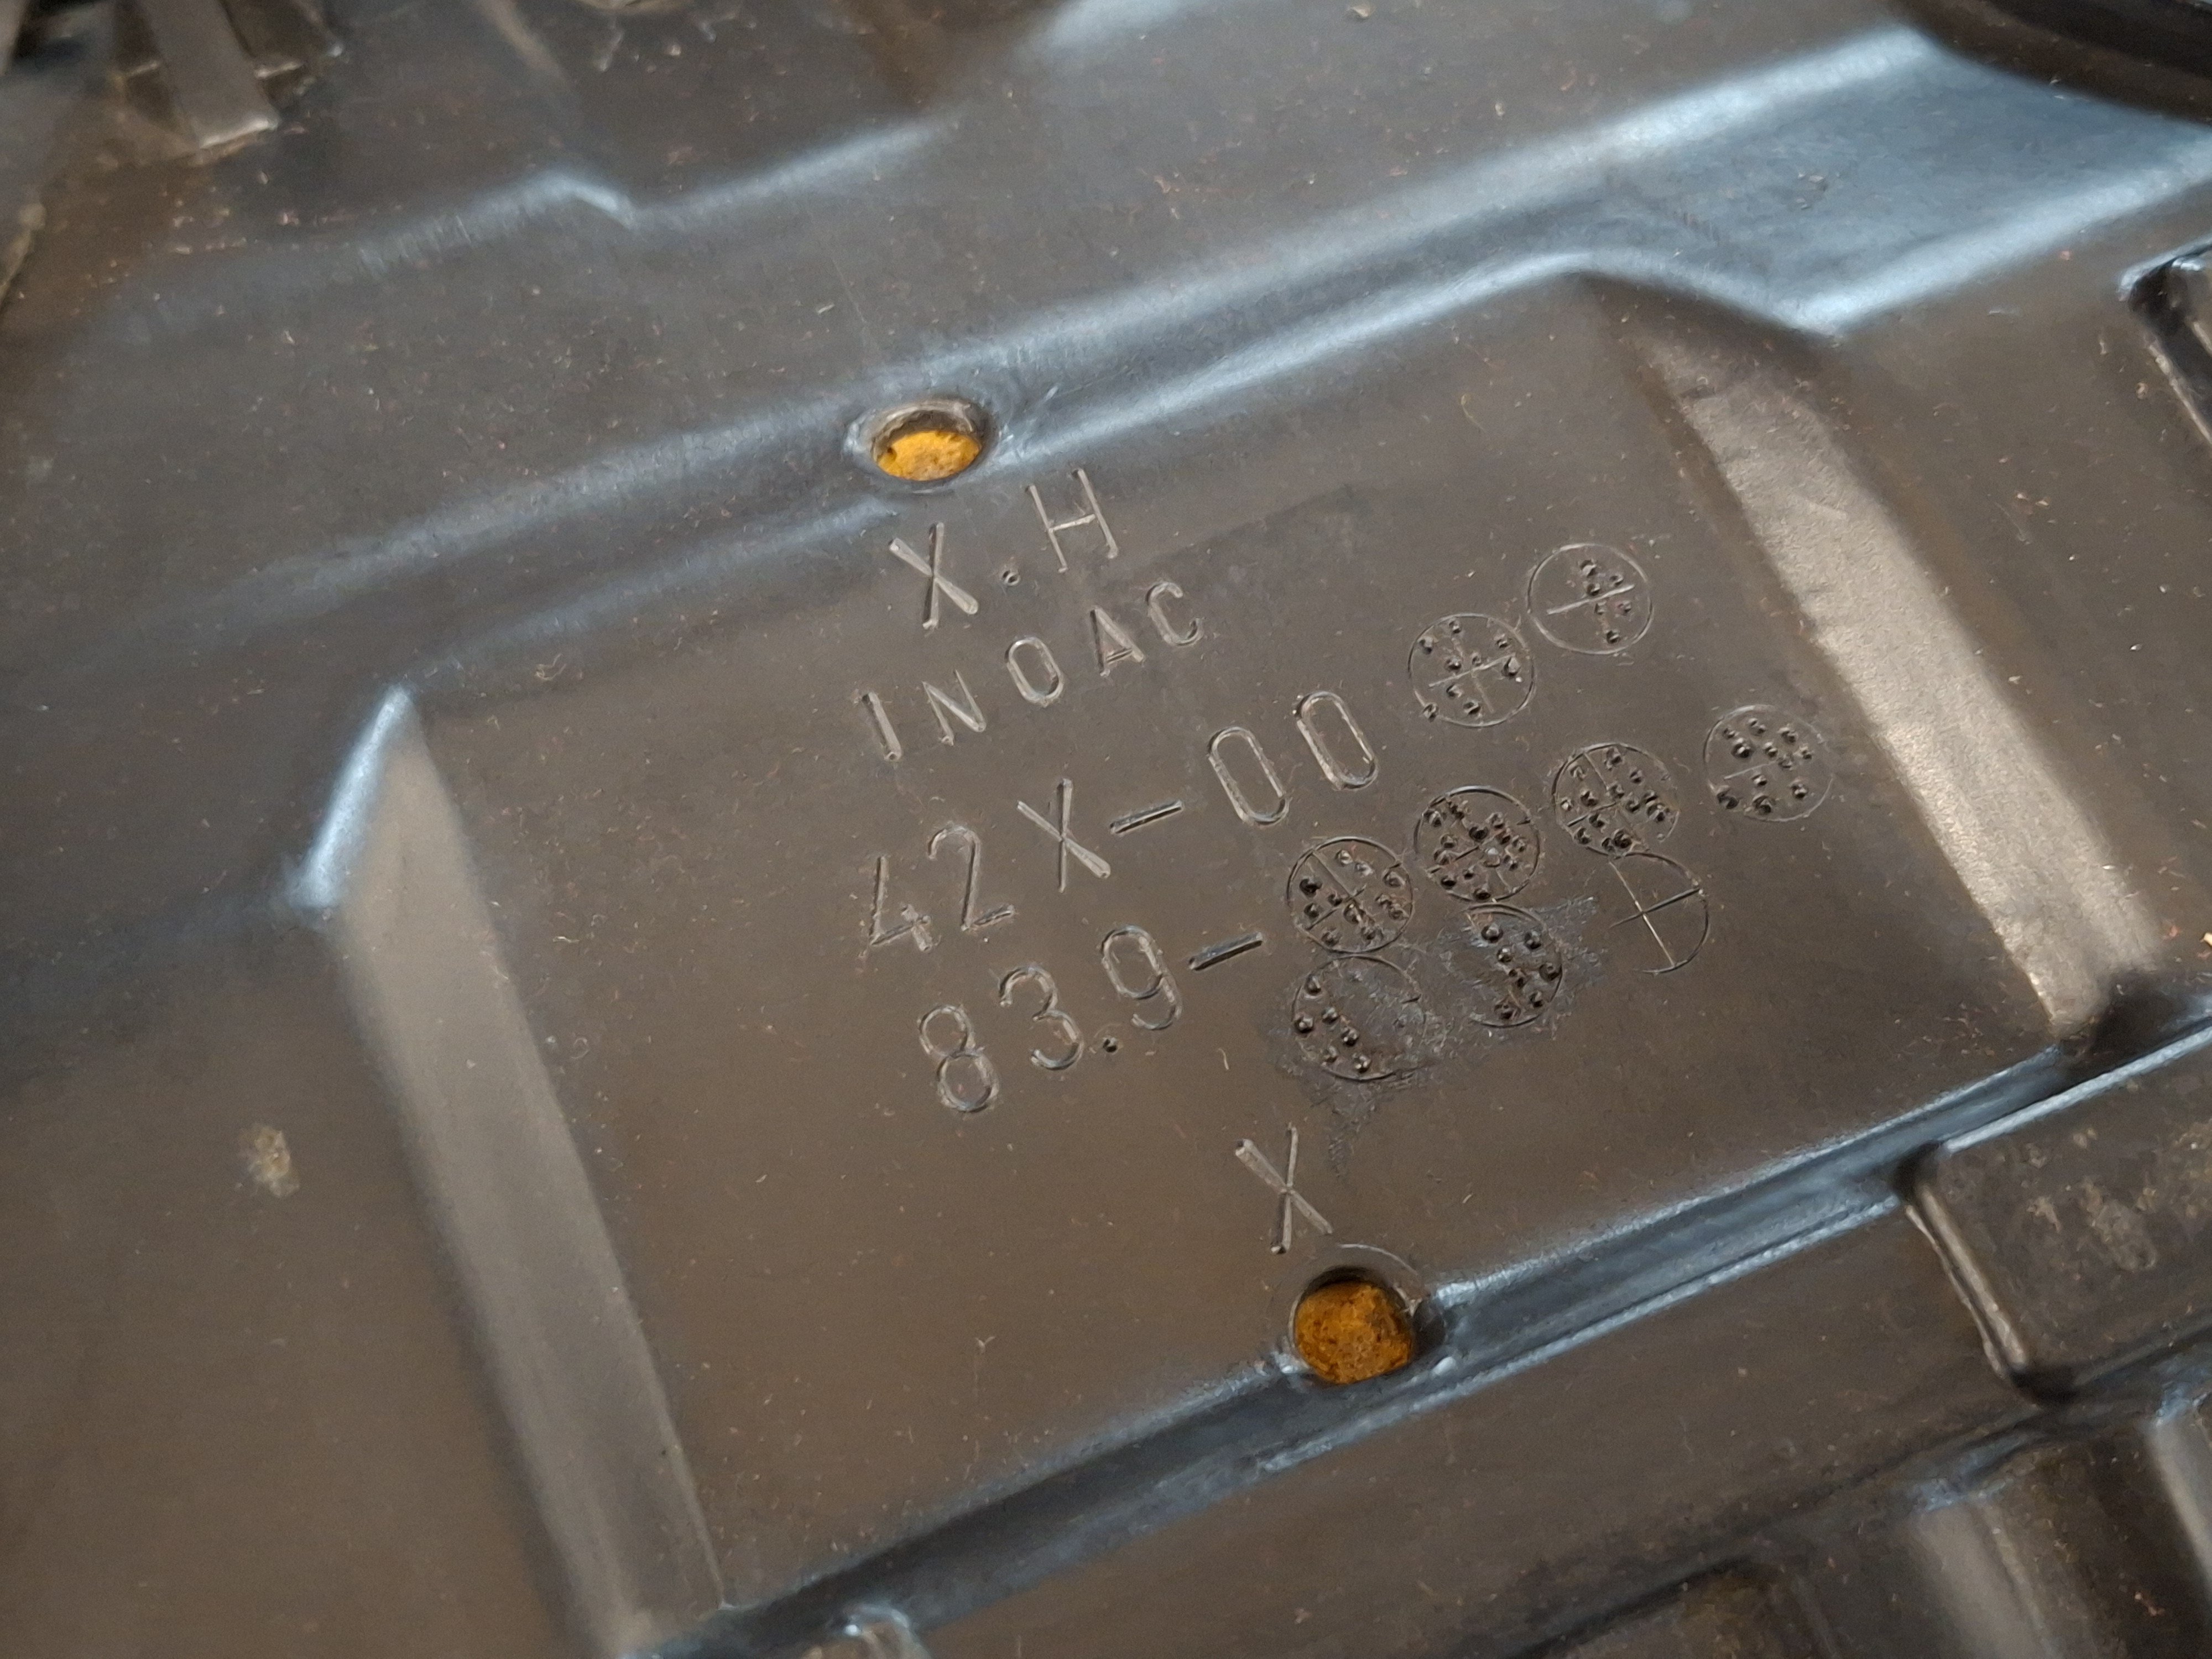 X.H
INOAC
42X-00
83.9-
X